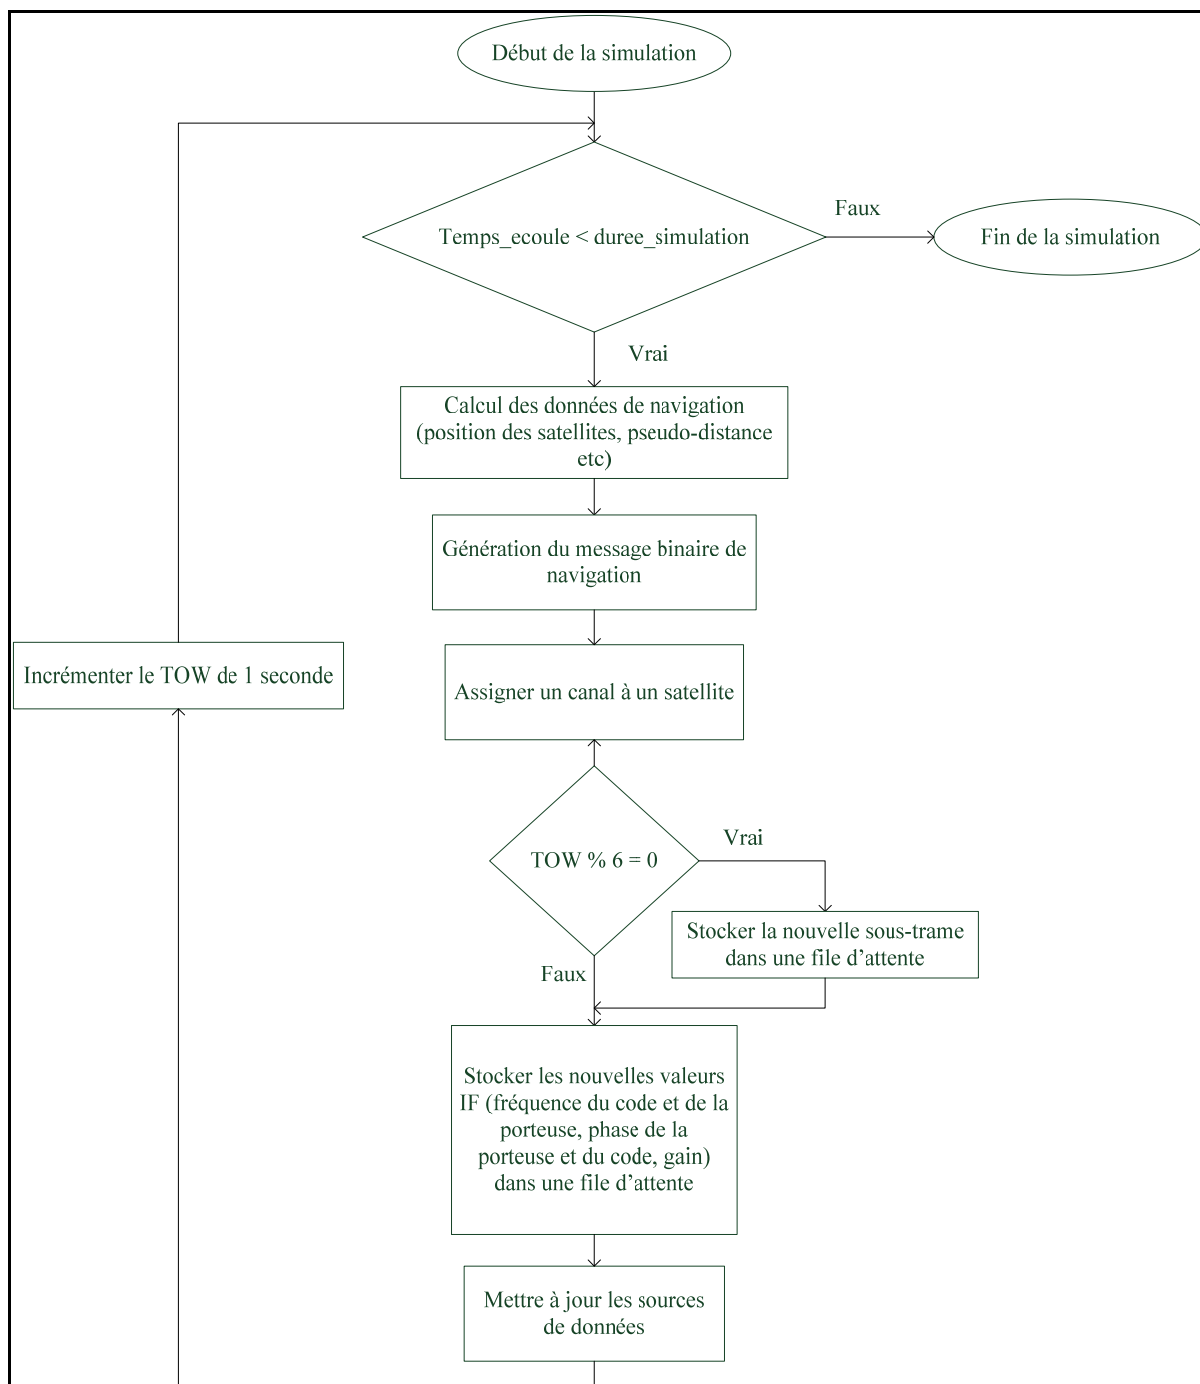 Début de la simulation
Faux
Temps_ecoule < duree_simulation
Fin de la simulation
Vrai
Calcul des données de navigation
(position des satellites, pseudo-distance
etc)
Génération du message binaire de
navigation
Incrémenter le TOW de 1 seconde
Assigner un canal à un satellite
Vrai
TOW % 6 = 0
Stocker la nouvelle sous-trame
dans une file d’attente
Faux
Stocker les nouvelles valeurs
IF (fréquence du code et de la
porteuse, phase de la
porteuse et du code, gain)
dans une file d’attente
Mettre à jour les sources
de données